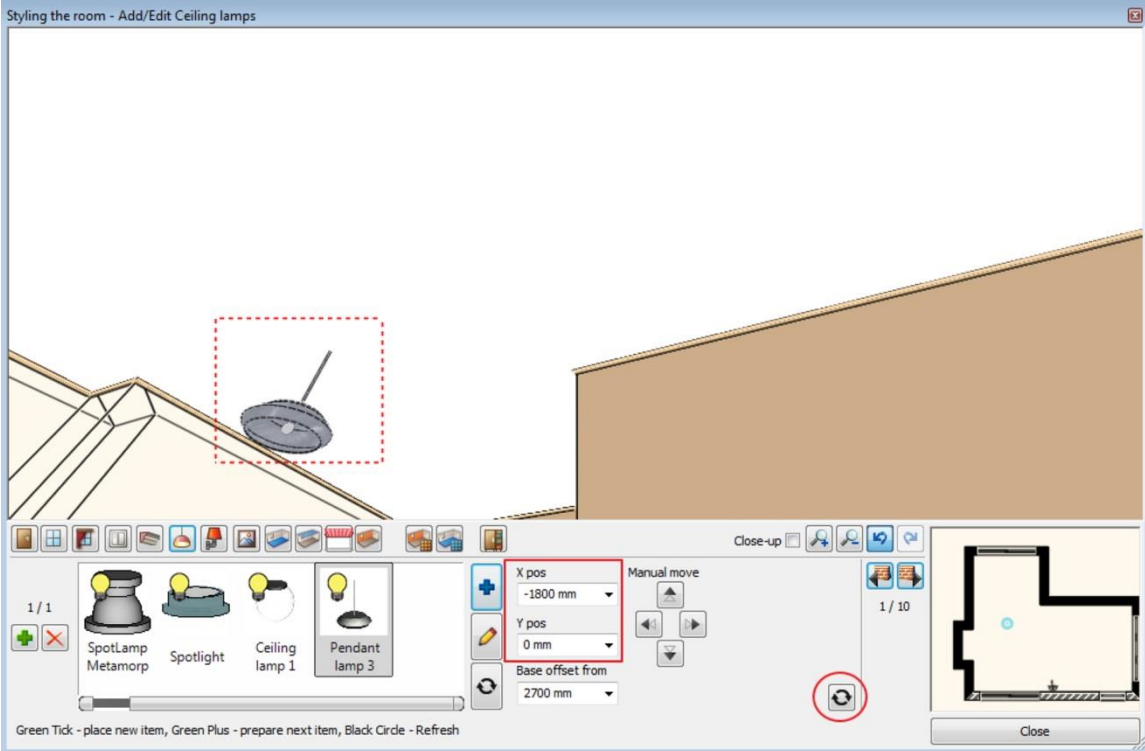 Styling the room - Add/Edit Ceiling lamps
Close-up
1 / 1
SpotLamp
Metamorp
Spotlight
Ceiling
lamp 1
Pendant
lamp 3
X pos
-1800 mm
Y pos
0 mm
Base offset from
2700 mm
Manual move
1 / 10
Green Tick - place new item, Green Plus - prepare next item, Black Circle - Refresh
Close